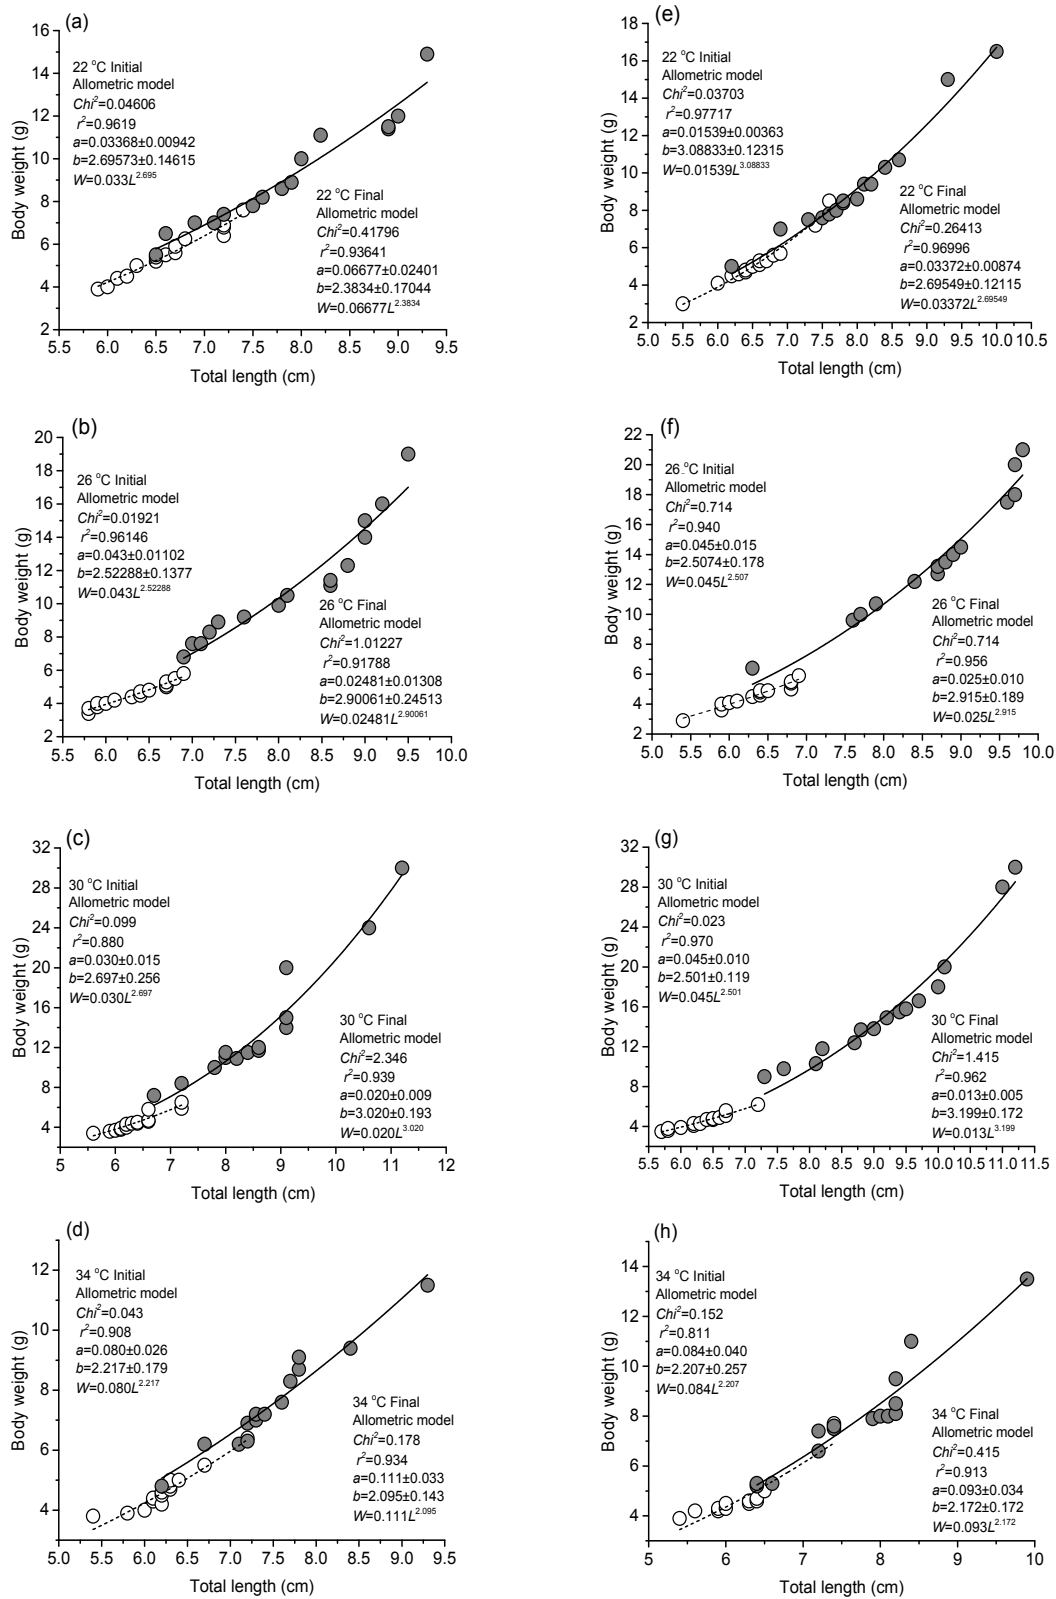 (a)
22 °C Initial
Allometric model
Chi²=0.04606
r²=0.9619
a=0.03368±0.00942
b=2.69573±0.14615
W=0.033L^2.695
22 °C Final
Allometric model
Chi²=0.41796
r²=0.93641
a=0.06677±0.02401
b=2.3834±0.17044
W=0.06677L^2.3834
16
14
12
10
8
6
4
2
Body weight (g)
5.5 6.0 6.5 7.0 7.5 8.0 8.5 9.0 9.5
Total length (cm)
(e)
22 °C Initial
Allometric model
Chi²=0.03703
r²=0.97717
a=0.01539±0.00363
b=3.08833±0.12315
W=0.01539L^3.08833
22 °C Final
Allometric model
Chi²=0.26413
r²=0.96996
a=0.03372±0.00874
b=2.69549±0.12115
W=0.03372L^2.69549
18
16
14
12
10
8
6
4
2
Body weight (g)
5.0 5.5 6.0 6.5 7.0 7.5 8.0 8.5 9.0 9.5 10.0 10.5
Total length (cm)
(b)
26 °C Initial
Allometric model
Chi²=0.01921
r²=0.96146
a=0.043±0.01102
b=2.52288±0.1377
W=0.043L^2.52288
26 °C Final
Allometric model
Chi²=1.01227
r²=0.91788
a=0.02481±0.01308
b=2.90061±0.24513
W=0.02481L^2.90061
20
18
16
14
12
10
8
6
4
2
Body weight (g)
5.5 6.0 6.5 7.0 7.5 8.0 8.5 9.0 9.5 10.0
Total length (cm)
(f)
26 °C Initial
Allometric model
Chi²=0.714
r²=0.940
a=0.045±0.015
b=2.5074±0.178
W=0.045L^2.507
26 °C Final
Allometric model
Chi²=0.714
r²=0.956
a=0.025±0.010
b=2.915±0.189
W=0.025L^2.915
22
20
18
16
14
12
10
8
6
4
2
Body weight (g)
5.0 5.5 6.0 6.5 7.0 7.5 8.0 8.5 9.0 9.5 10.0
Total length (cm)
(c)
30 °C Initial
Allometric model
Chi²=0.099
r²=0.880
a=0.030±0.015
b=2.697±0.256
W=0.030L^2.697
30 °C Final
Allometric model
Chi²=2.346
r²=0.939
a=0.020±0.009
b=3.020±0.193
W=0.020L^3.020
32
28
24
20
16
12
8
4
Body weight (g)
5 6 7 8 9 10 11 12
Total length (cm)
(g)
30 °C Initial
Allometric model
Chi²=0.023
r²=0.970
a=0.045±0.010
b=2.501±0.119
W=0.045L^2.501
30 °C Final
Allometric model
Chi²=1.415
r²=0.962
a=0.013±0.005
b=3.199±0.172
W=0.013L^3.199
32
28
24
20
16
12
8
4
Body weight (g)
5.5 6.0 6.5 7.0 7.5 8.0 8.5 9.0 9.5 10.0 10.5 11.0 11.5
Total length (cm)
(d)
34 °C Initial
Allometric model
Chi²=0.043
r²=0.908
a=0.080±0.026
b=2.217±0.179
W=0.080L^2.217
34 °C Final
Allometric model
Chi²=0.178
r²=0.934
a=0.111±0.033
b=2.095±0.143
W=0.111L^2.095
12
10
8
6
4
Body weight (g)
5.0 5.5 6.0 6.5 7.0 7.5 8.0 8.5 9.0 9.5
Total length (cm)
(h)
34 °C Initial
Allometric model
Chi²=0.152
r²=0.811
a=0.084±0.040
b=2.207±0.257
W=0.084L^2.207
34 °C Final
Allometric model
Chi²=0.415
r²=0.913
a=0.093±0.034
b=2.172±0.172
W=0.093L^2.172
14
12
10
8
6
4
Body weight (g)
5 6 7 8 9 10
Total length (cm)